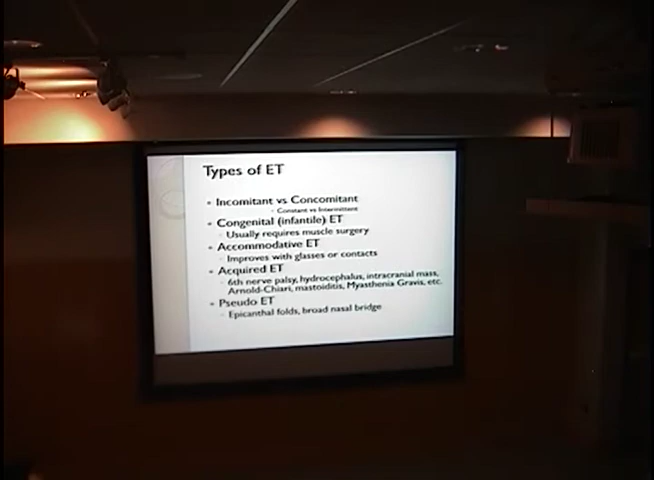 Types of ET
Incomitant vs Concomitant
Constant vs Intermittent
Congenital (infantile) ET
Usually requires muscle surgery
Accommodative ET
Improves with glasses or contacts
Acquired ET
6th nerve palsy, hydrocephalus, intracranial mass,
Arnold-Chiari, mastoiditis, Myasthenia Gravis, etc.
Pseudo ET
Epicanthal folds, broad nasal bridge